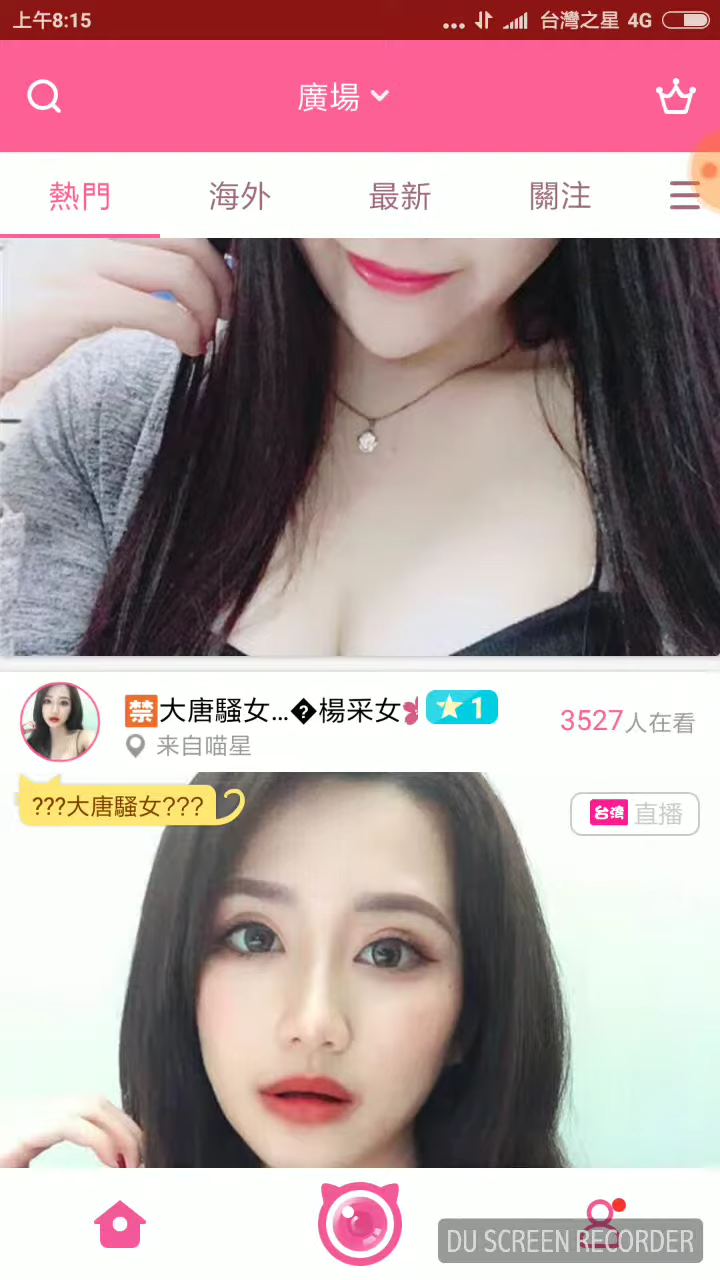 上午8:15
... 台灣之星 4G
廣場
熱門 海外 最新 關注
禁大唐騷女...�楊采女
1
3527人在看
来自喵星
???大唐騷女???
台灣 直播
DU SCREEN RECORDER